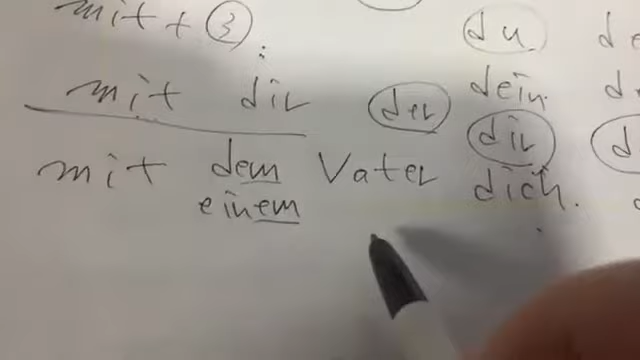 mit + 3 :
mit dir
mit dem Vater
einem
der
du
dein
dir
dich.